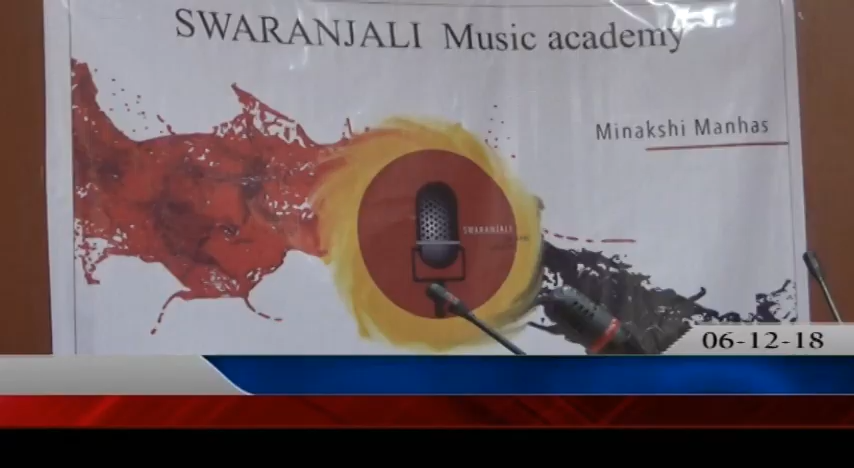 SWARANJALI Music academy
Minakshi Manhas
SWARANJALI
06-12-18